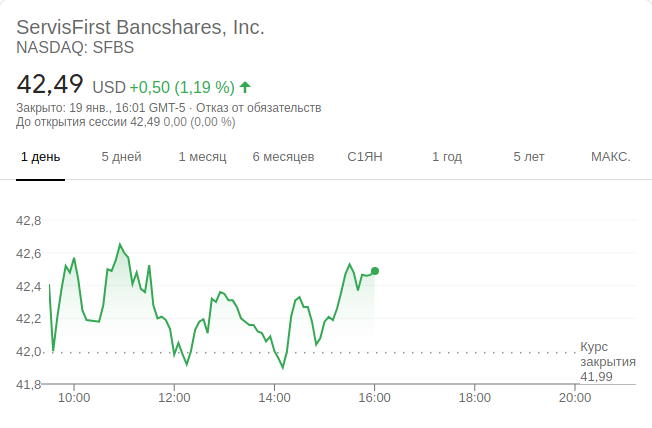 ServisFirst Bancshares, Inc.
NASDAQ: SFBS
42,49 USD +0,50 (1,19 %)
Закрыто: 19 янв., 16:01 GMT-5 · Отказ от обязательств
До открытия сессии 42,49 0,00 (0,00 %)
1 день 5 дней 1 месяц 6 месяцев С1ЯН 1 год 5 лет МАКС.
42,8
42,6
42,4
42,2
42,0
41,8
Курс
закрытия
41,99
10:00 12:00 14:00 16:00 18:00 20:00